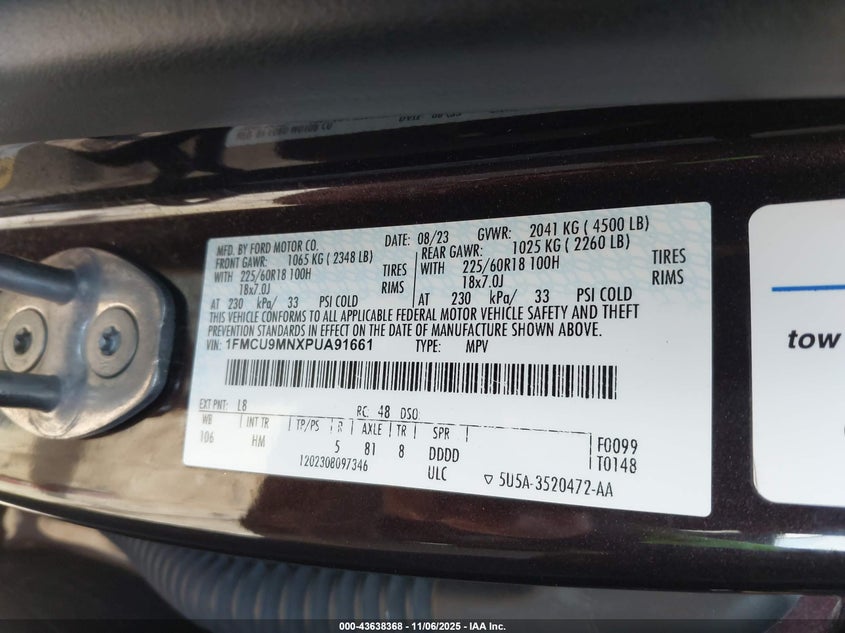 MFD. BY FORD MOTOR CO.
DATE: 08/23 GVWR: 2041 KG ( 4500 LB)
FRONT GAWR: 1065 KG ( 2348 LB)
WITH 225/60R18 100H TIRES
18x7.0J RIMS
AT 230 kPa/ 33 PSI COLD
REAR GAWR: 1025 KG ( 2260 LB)
WITH 225/60R18 100H TIRES
18x7.0J RIMS
AT 230 kPa/ 33 PSI COLD
THIS VEHICLE CONFORMS TO ALL APPLICABLE FEDERAL MOTOR VEHICLE SAFETY AND THEFT
PREVENTION STANDARDS IN EFFECT ON THE DATE OF MANUFACTURE SHOWN ABOVE.
VIN: 1FMCU9MNXPUA91661 TYPE: MPV
EXT PNT: L8 RC: 48 DSO:
WB INT TR TP/PS R AXLE TR SPR
106 HM 5 81 8 DDDD F0099
1202308097346 ULC T0148
5U5A-3520472-AA
tow
000-43638368 - 11/06/2025 - IAA Inc.